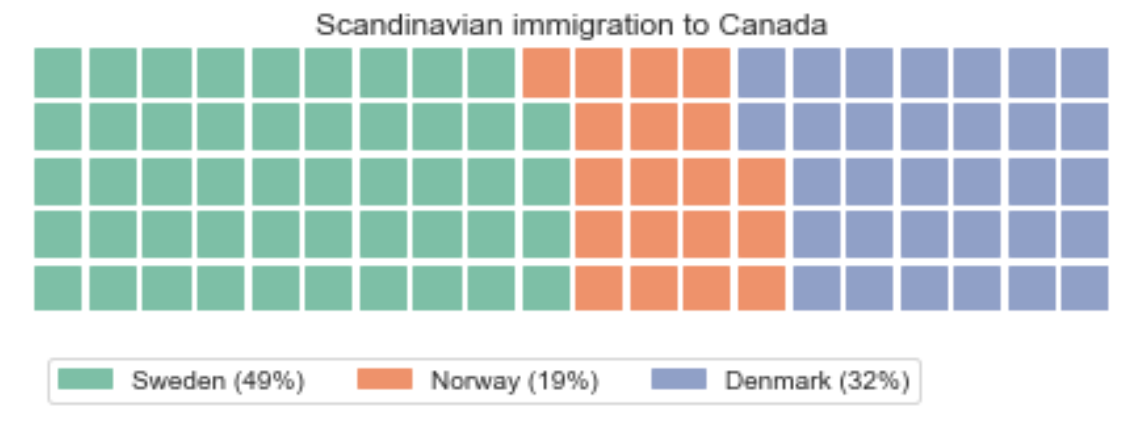 Scandinavian immigration to Canada
Sweden (49%) Norway (19%) Denmark (32%)